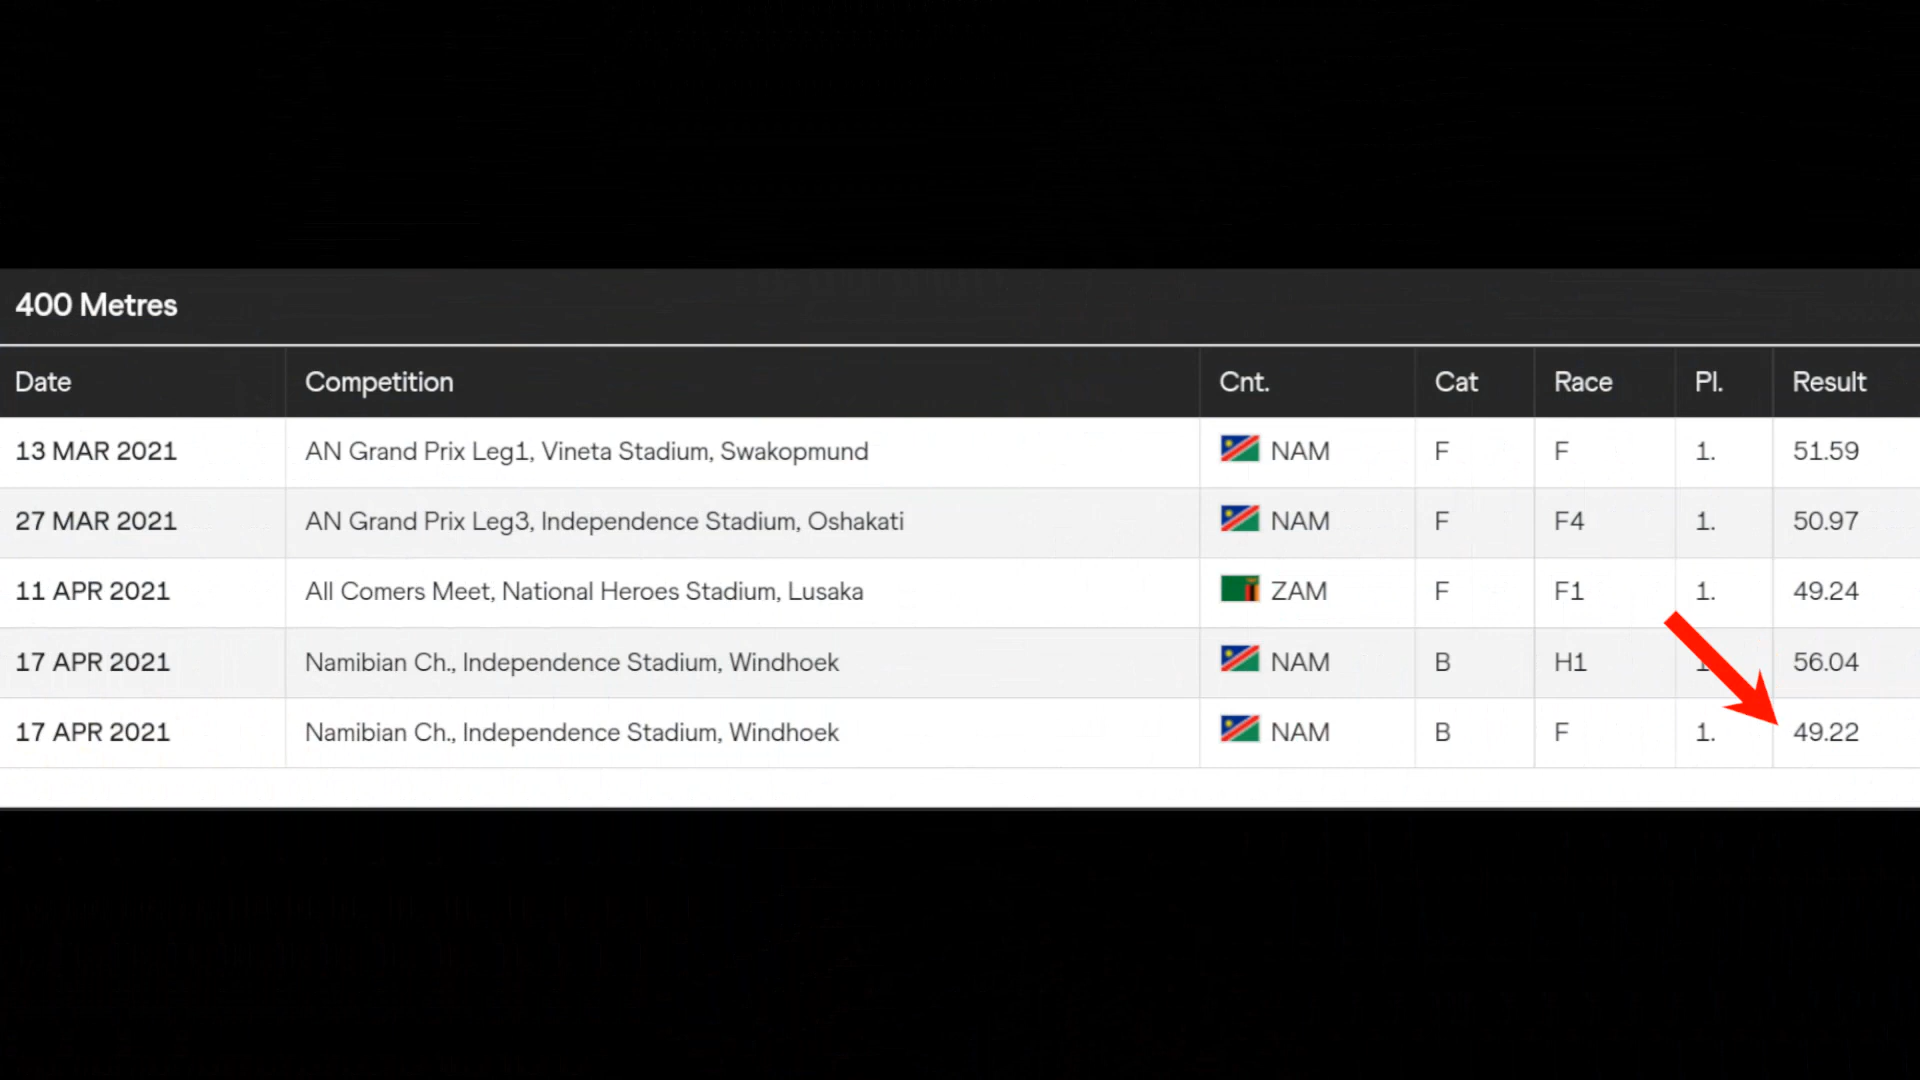 400 Metres
Date Competition Cnt. Cat Race Pl. Result
13 MAR 2021 AN Grand Prix Leg1, Vineta Stadium, Swakopmund NAM F F 1. 51.59
27 MAR 2021 AN Grand Prix Leg3, Independence Stadium, Oshakati NAM F F4 1. 50.97
11 APR 2021 All Comers Meet, National Heroes Stadium, Lusaka ZAM F F1 1. 49.24
17 APR 2021 Namibian Ch., Independence Stadium, Windhoek NAM B H1 1. 56.04
17 APR 2021 Namibian Ch., Independence Stadium, Windhoek NAM B F 1. 49.22